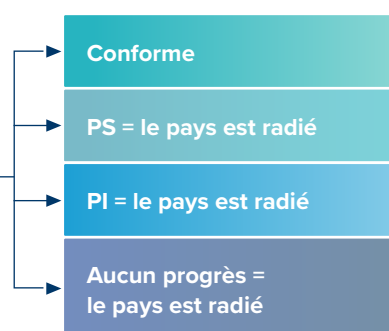 Conforme
PS = le pays est radié
PI = le pays est radié
Aucun progrès =
le pays est radié